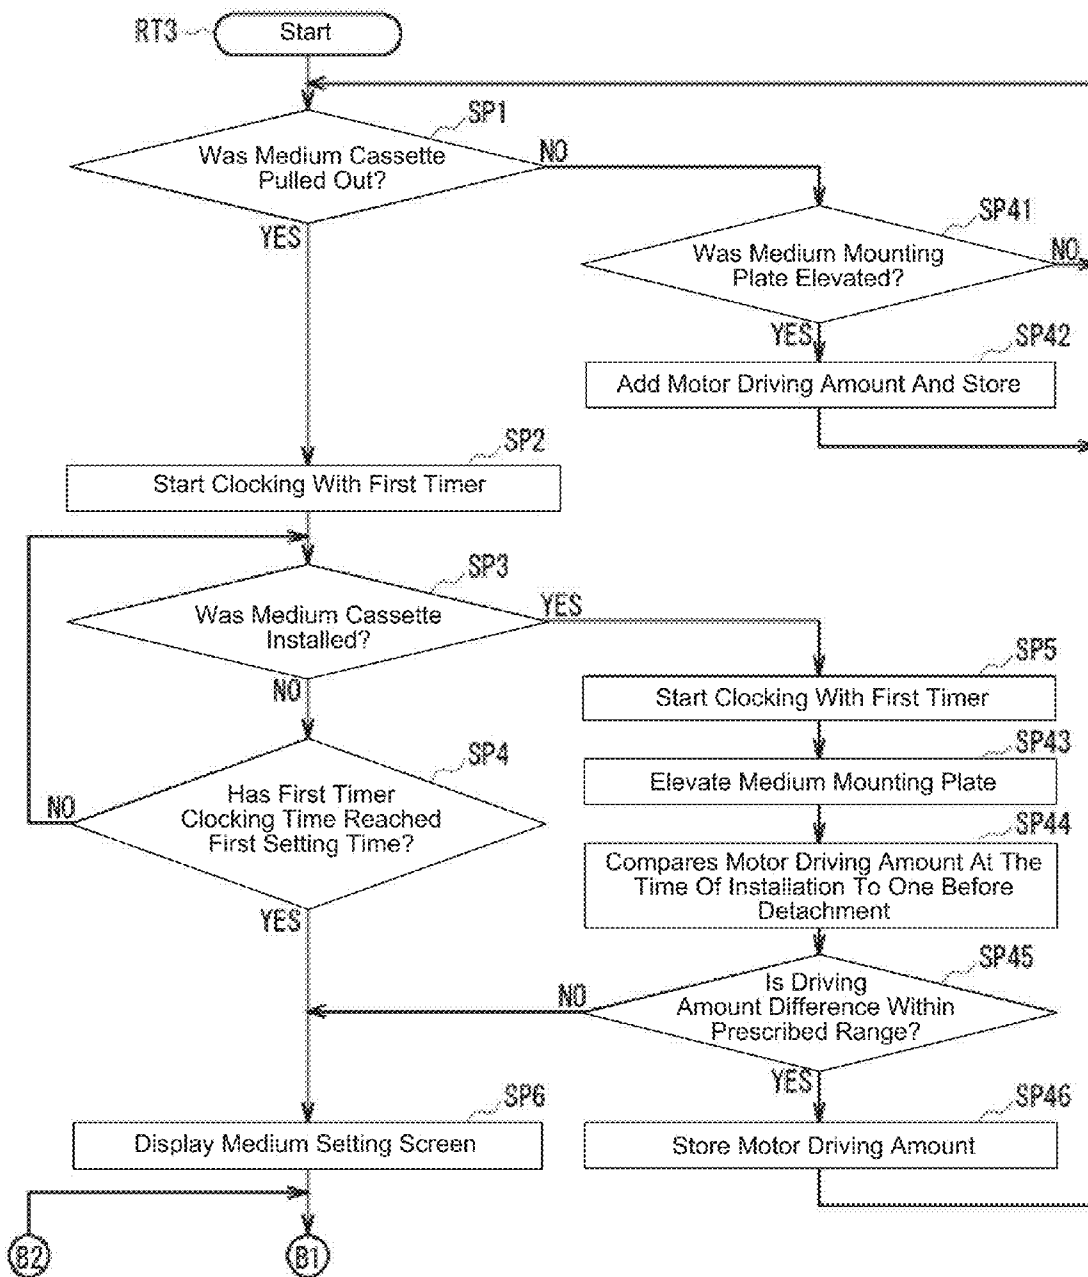 RT3
Start
SP1
Was Medium Cassette
Pulled Out?
NO
YES
SP41
Was Medium Mounting
Plate Elevated?
NO
YES
SP42
Add Motor Driving Amount And Store
SP2
Start Clocking With First Timer
SP3
Was Medium Cassette
Installed?
YES
NO
SP5
Start Clocking With First Timer
SP4
Has First Timer
Clocking Time Reached
First Setting Time?
NO
YES
SP43
Elevate Medium Mounting Plate
SP44
Compares Motor Driving Amount At The
Time Of Installation To One Before
Detachment
SP45
Is Driving
Amount Difference Within
Prescribed Range?
NO
YES
SP6
Display Medium Setting Screen
SP46
Store Motor Driving Amount
B2
B1